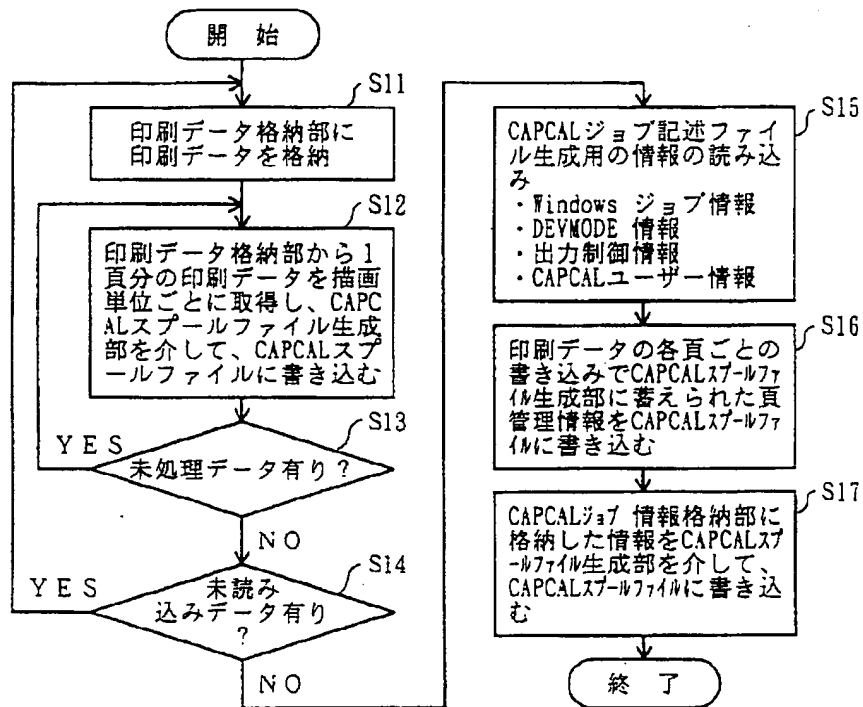 開 始
S11
印刷データ格納部に
印刷データを格納
S12
印刷データ格納部から1
頁分の印刷データを描画
単位ごとに取得し、CAPC
ALスプールファイル生成
部を介して、CAPCALスプ
ールファイルに書き込む
S13
YES
未処理データ有り?
NO
S14
YES
未読み
込みデータ有り
?
NO
S15
CAPCALジョブ記述ファイ
ル生成用の情報の読み込
み
・Windows ジョブ情報
・DEVMODE 情報
・出力制御情報
・CAPCALユーザー情報
S16
印刷データの各頁ごとの
書き込みでCAPCALスプールファ
イル生成部に蓄えられた頁
管理情報をCAPCALスプールファ
イルに書き込む
S17
CAPCALジョブ 情報格納部に
格納した情報をCAPCALスプ
ールファイル生成部を介して、
CAPCALスプールファイルに書き込
む
終 了